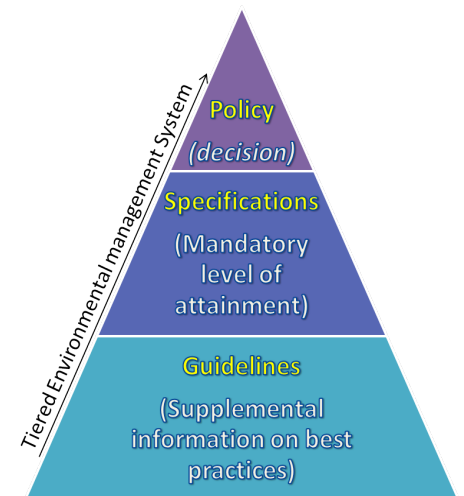 Policy
(decision)
Specifications
(Mandatory
level of
attainment)
Guidelines
(Supplemental
information on best
practices)
Tiered Environmental management System